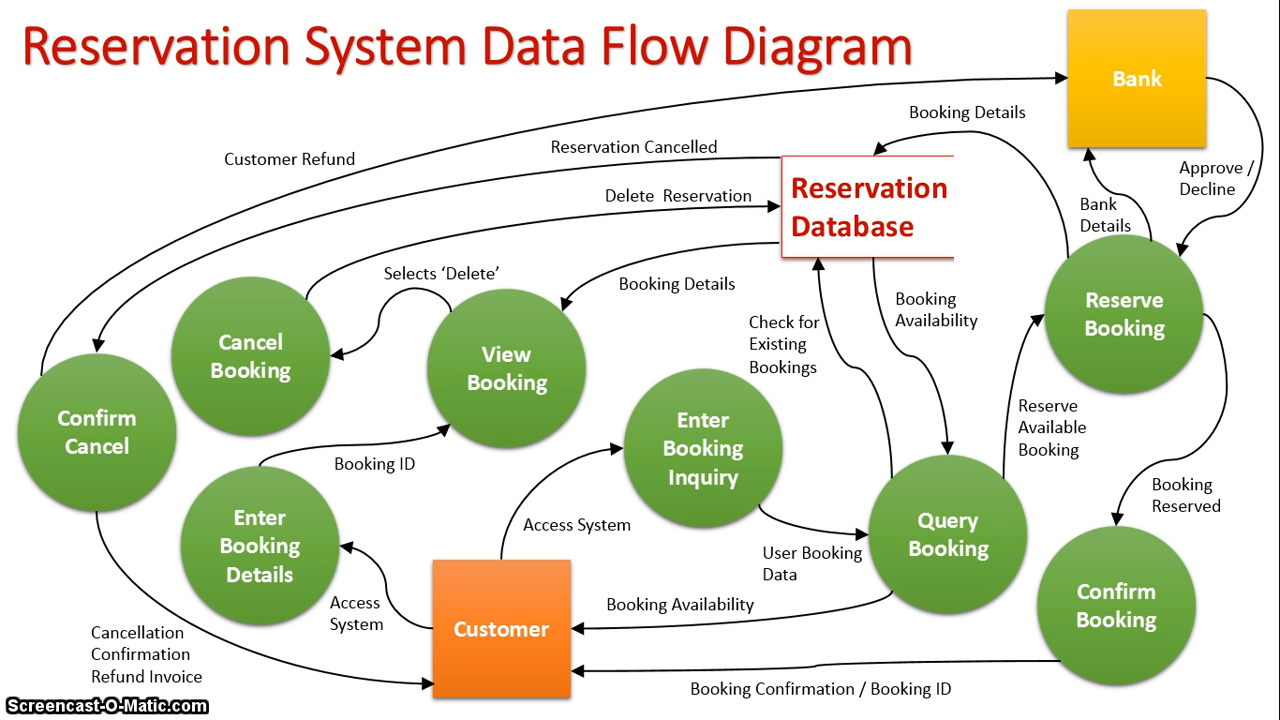 Reservation System Data Flow Diagram
Bank
Booking Details
Customer Refund
Reservation Cancelled
Approve /
Decline
Delete Reservation
Reservation
Database
Bank
Details
Selects ‘Delete’
Booking Details
Booking
Availability
Check for
Existing
Bookings
Reserve
Booking
Cancel
Booking
View
Booking
Confirm
Cancel
Enter
Booking
Inquiry
Reserve
Available
Booking
Booking ID
Enter
Booking
Details
Access System
Query
Booking
Booking
Reserved
User Booking
Data
Access
System
Customer
Booking Availability
Confirm
Booking
Cancellation
Confirmation
Refund Invoice
Booking Confirmation / Booking ID
Screencast-O-Matic.com